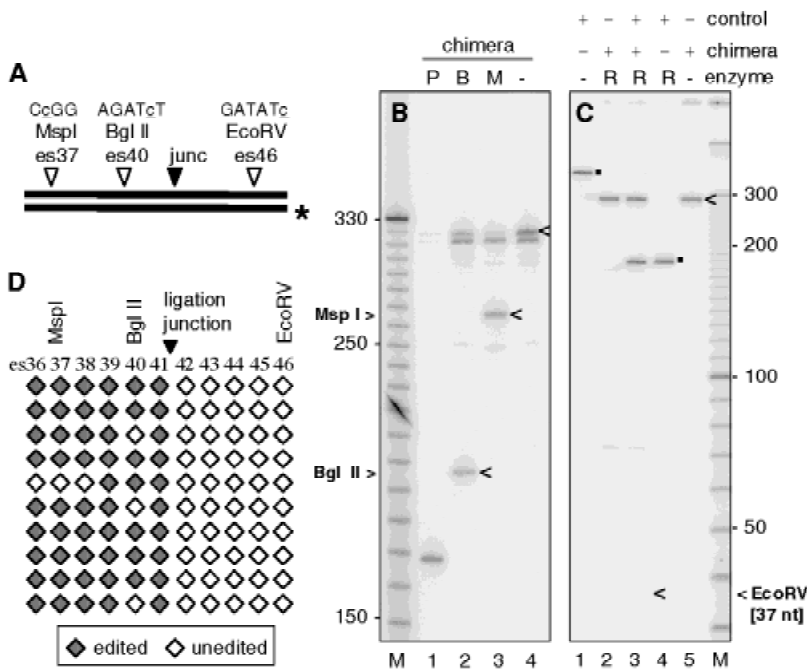 A
CcGG AGATcT GATATc
MspI Bgl II EcoRV
es37 es40 junc es46
*
D
MspI
Bgl II
ligation
junction
EcoRV
es36 37 38 39 40 41 42 43 44 45 46
edited unedited
chimera
P B M -
B
330
Msp I >
<
250
Bgl II >
<
150
M 1 2 3 4
+ - + + - control
- + + - + chimera
- R R R - enzyme
C
300
200
100
50
< EcoRV
[37 nt]
1 2 3 4 5 M